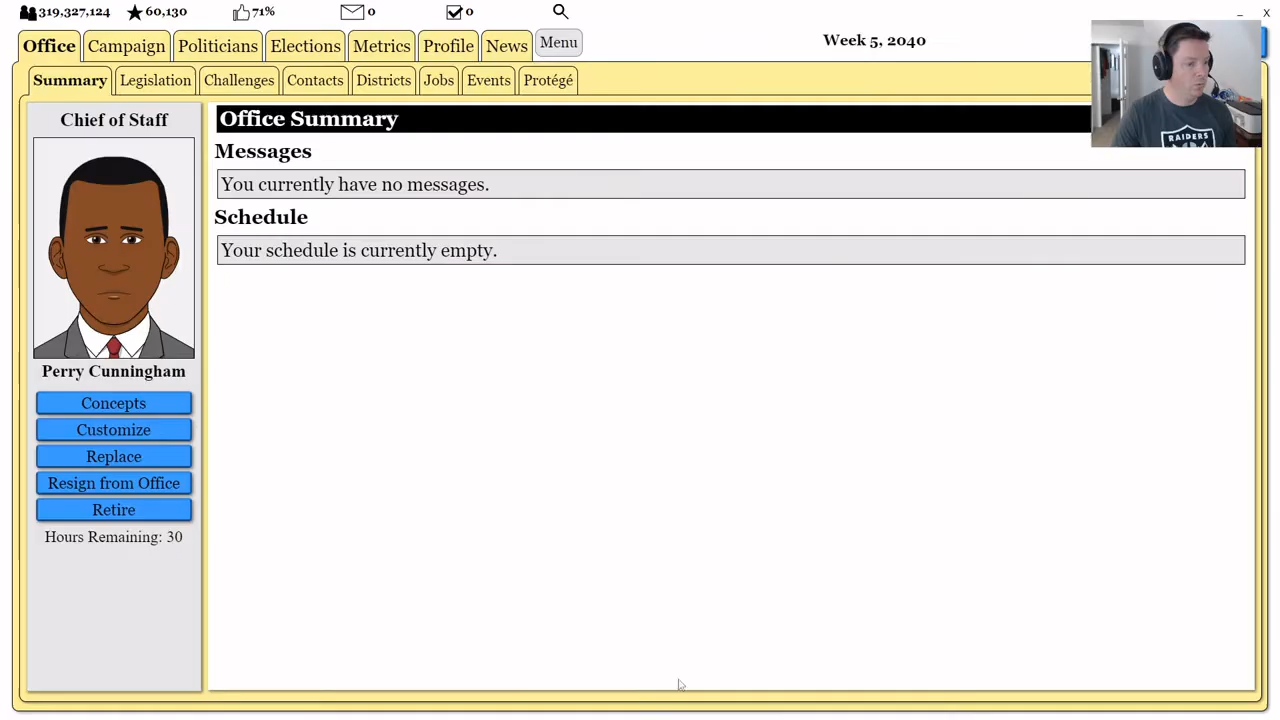 319,327,124 60,130 71% 0 0
_ X
Office Campaign Politicians Elections Metrics Profile News Menu
Week 5, 2040
Summary Legislation Challenges Contacts Districts Jobs Events Protégé
Chief of Staff
Perry Cunningham
Concepts
Customize
Replace
Resign from Office
Retire
Hours Remaining: 30
Office Summary
Messages
You currently have no messages.
Schedule
Your schedule is currently empty.
RAIDERS